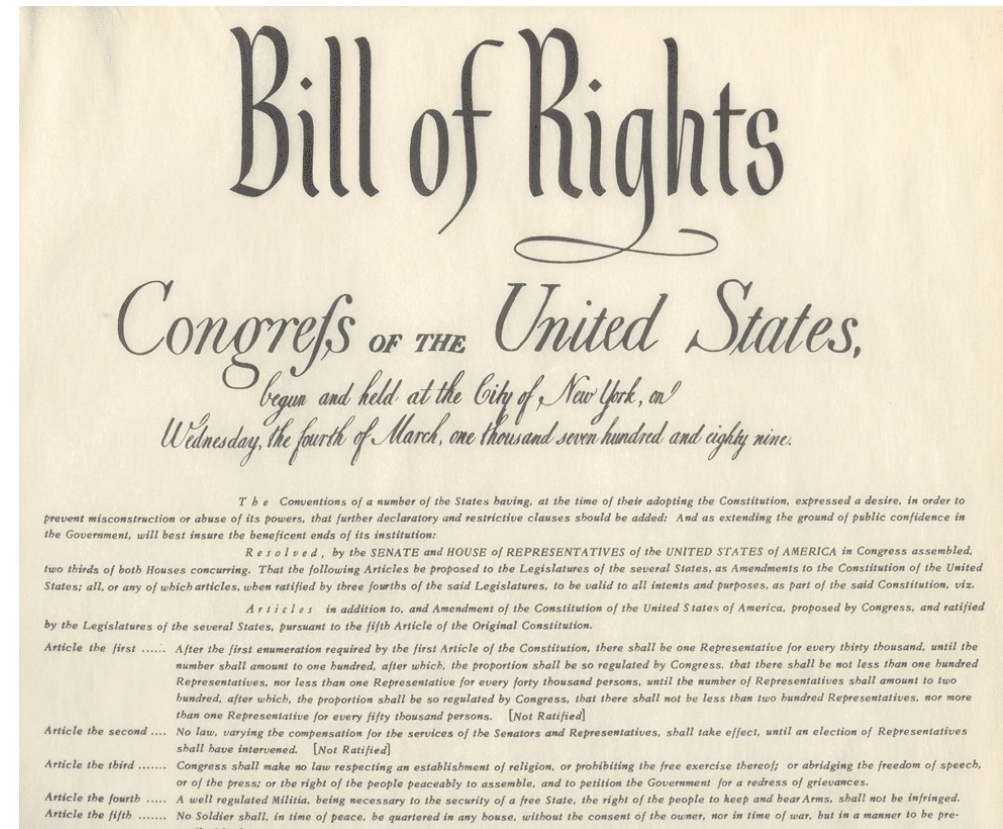 Bill of Rights
Congreſs OF THE United States,
begun and held at the City of New York, on
Wednesday, the fourth of March, one thousand seven hundred and eighty nine.
The Conventions of a number of the States having, at the time of their adopting the Constitution, expressed a desire, in order to
prevent misconstruction or abuse of its powers, that further declaratory and restrictive clauses should be added: And as extending the ground of public confidence in
the Government, will best insure the beneficent ends of its institution:
Resolved, by the SENATE and HOUSE of REPRESENTATIVES of the UNITED STATES of AMERICA in Congress assembled,
two thirds of both Houses concurring. That the following Articles be proposed to the Legislatures of the several States, as Amendments to the Constitution of the United
States; all, or any of which articles, when ratified by three fourths of the said Legislatures, to be valid to all intents and purposes, as part of the said Constitution, viz.
Articles in addition to, and Amendment of the Constitution of the United States of America, proposed by Congress, and ratified
by the Legislatures of the several States, pursuant to the fifth Article of the Original Constitution.
Article the first ...... After the first enumeration required by the first Article of the Constitution, there shall be one Representative for every thirty thousand, until the
number shall amount to one hundred, after which, the proportion shall be so regulated by Congress, that there shall be not less than one hundred
Representatives, nor less than one Representative for every forty thousand persons, until the number of Representatives shall amount to two
hundred, after which, the proportion shall be so regulated by Congress, that there shall not be less than two hundred Representatives, nor more
than one Representative for every fifty thousand persons. [Not Ratified]
Article the second .... No law, varying the compensation for the services of the Senators and Representatives, shall take effect, until an election of Representatives
shall have intervened. [Not Ratified]
Article the third ....... Congress shall make no law respecting an establishment of religion, or prohibiting the free exercise thereof; or abridging the freedom of speech,
or of the press; or the right of the people peaceably to assemble, and to petition the Government for a redress of grievances.
Article the fourth ..... A well regulated Militia, being necessary to the security of a free State, the right of the people to keep and bear Arms, shall not be infringed.
Article the fifth ....... No Soldier shall, in time of peace, be quartered in any house, without the consent of the owner, nor in time of war, but in a manner to be pre-